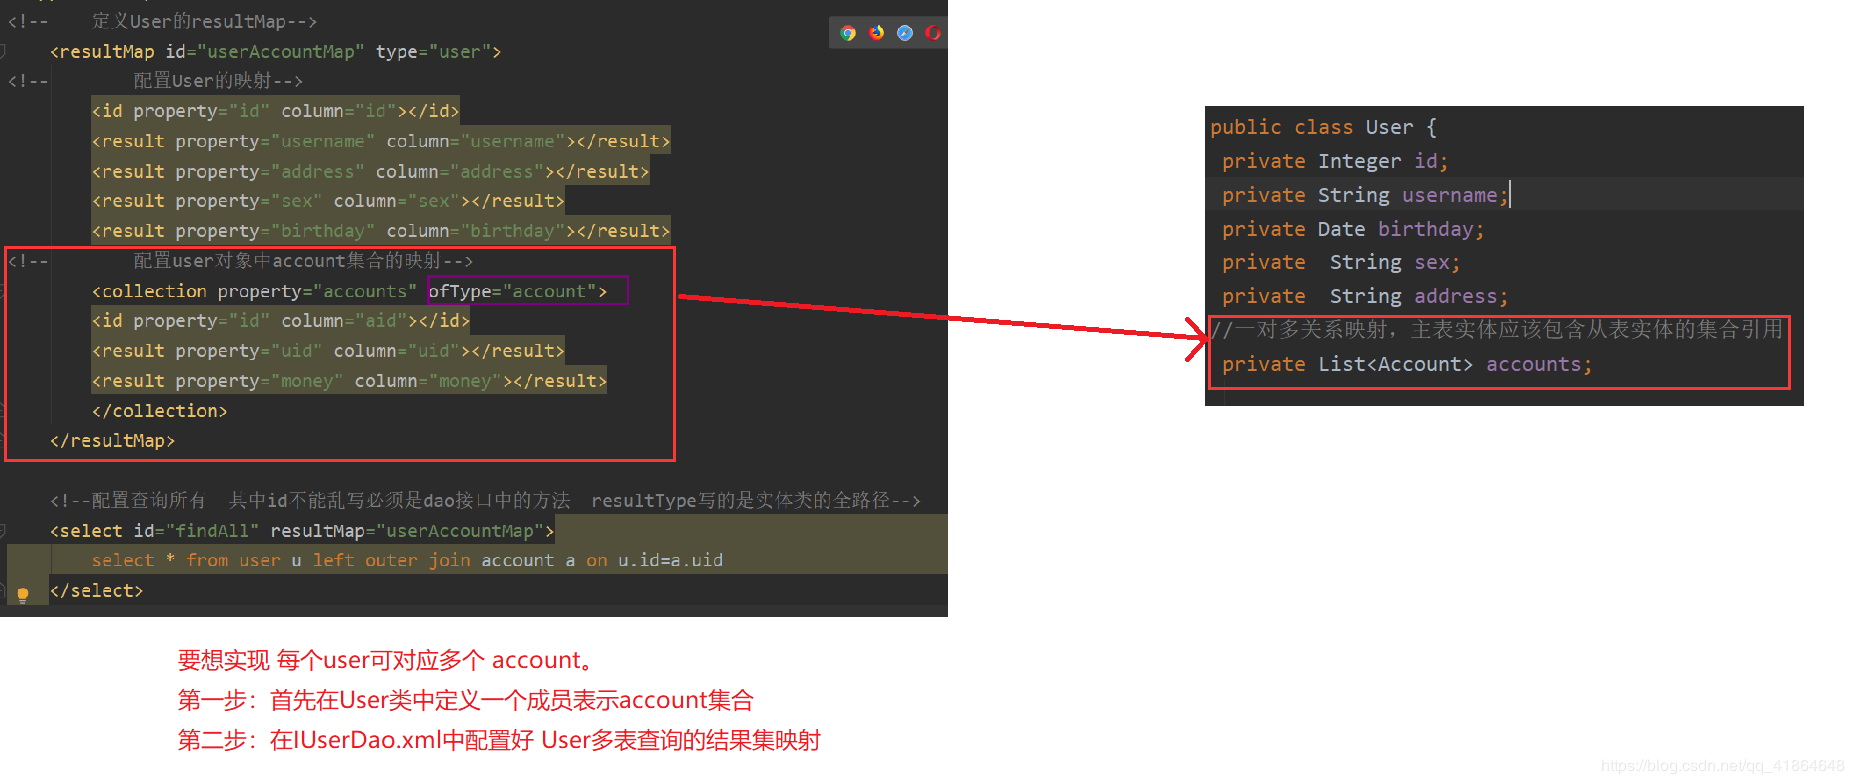 <!-- 定义User的resultMap-->
<resultMap id="userAccountMap" type="user">
<!-- 配置User的映射-->
<id property="id" column="id"></id>
<result property="username" column="username"></result>
<result property="address" column="address"></result>
<result property="sex" column="sex"></result>
<result property="birthday" column="birthday"></result>
<!-- 配置user对象中account集合的映射-->
<collection property="accounts" ofType="account">
<id property="id" column="aid"></id>
<result property="uid" column="uid"></result>
<result property="money" column="money"></result>
</collection>
</resultMap>
<!--配置查询所有 其中id不能乱写必须是dao接口中的方法 resultType写的是实体类的全路径-->
<select id="findAll" resultMap="userAccountMap">
select * from user u left outer join account a on u.id=a.uid
</select>
public class User {
private Integer id;
private String username;
private Date birthday;
private String sex;
private String address;
//一对多关系映射，主表实体应该包含从表实体的集合引用
private List<Account> accounts;
要想实现 每个user可对应多个 account。
第一步：首先在User类中定义一个成员表示account集合
第二步：在IUserDao.xml中配置好 User多表查询的结果集映射
https://blog.csdn.net/qq_41864648